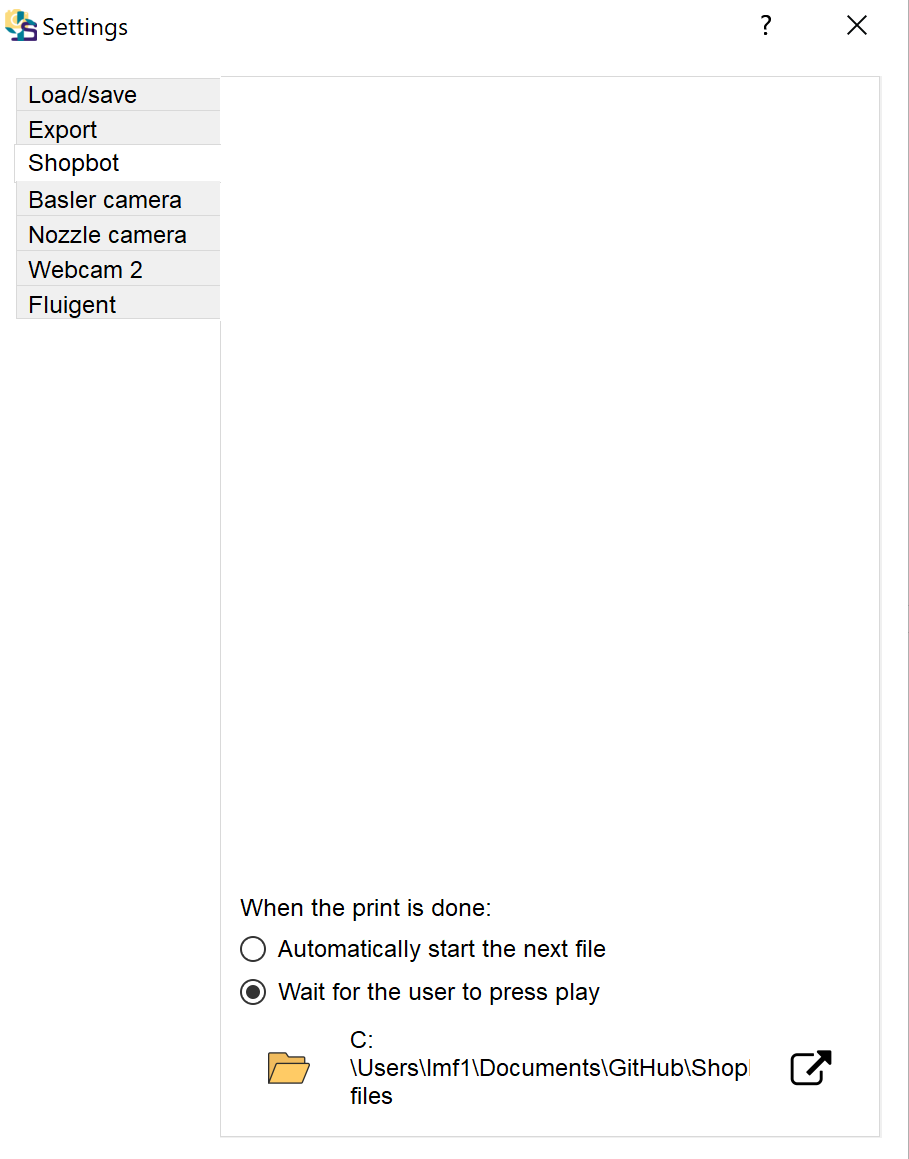 Settings
?
Load/save
Export
Shopbot
Basler camera
Nozzle camera
Webcam 2
Fluigent
When the print is done:
Automatically start the next file
Wait for the user to press play
C:
\Users\lmf1\Documents\GitHub\Shop
files